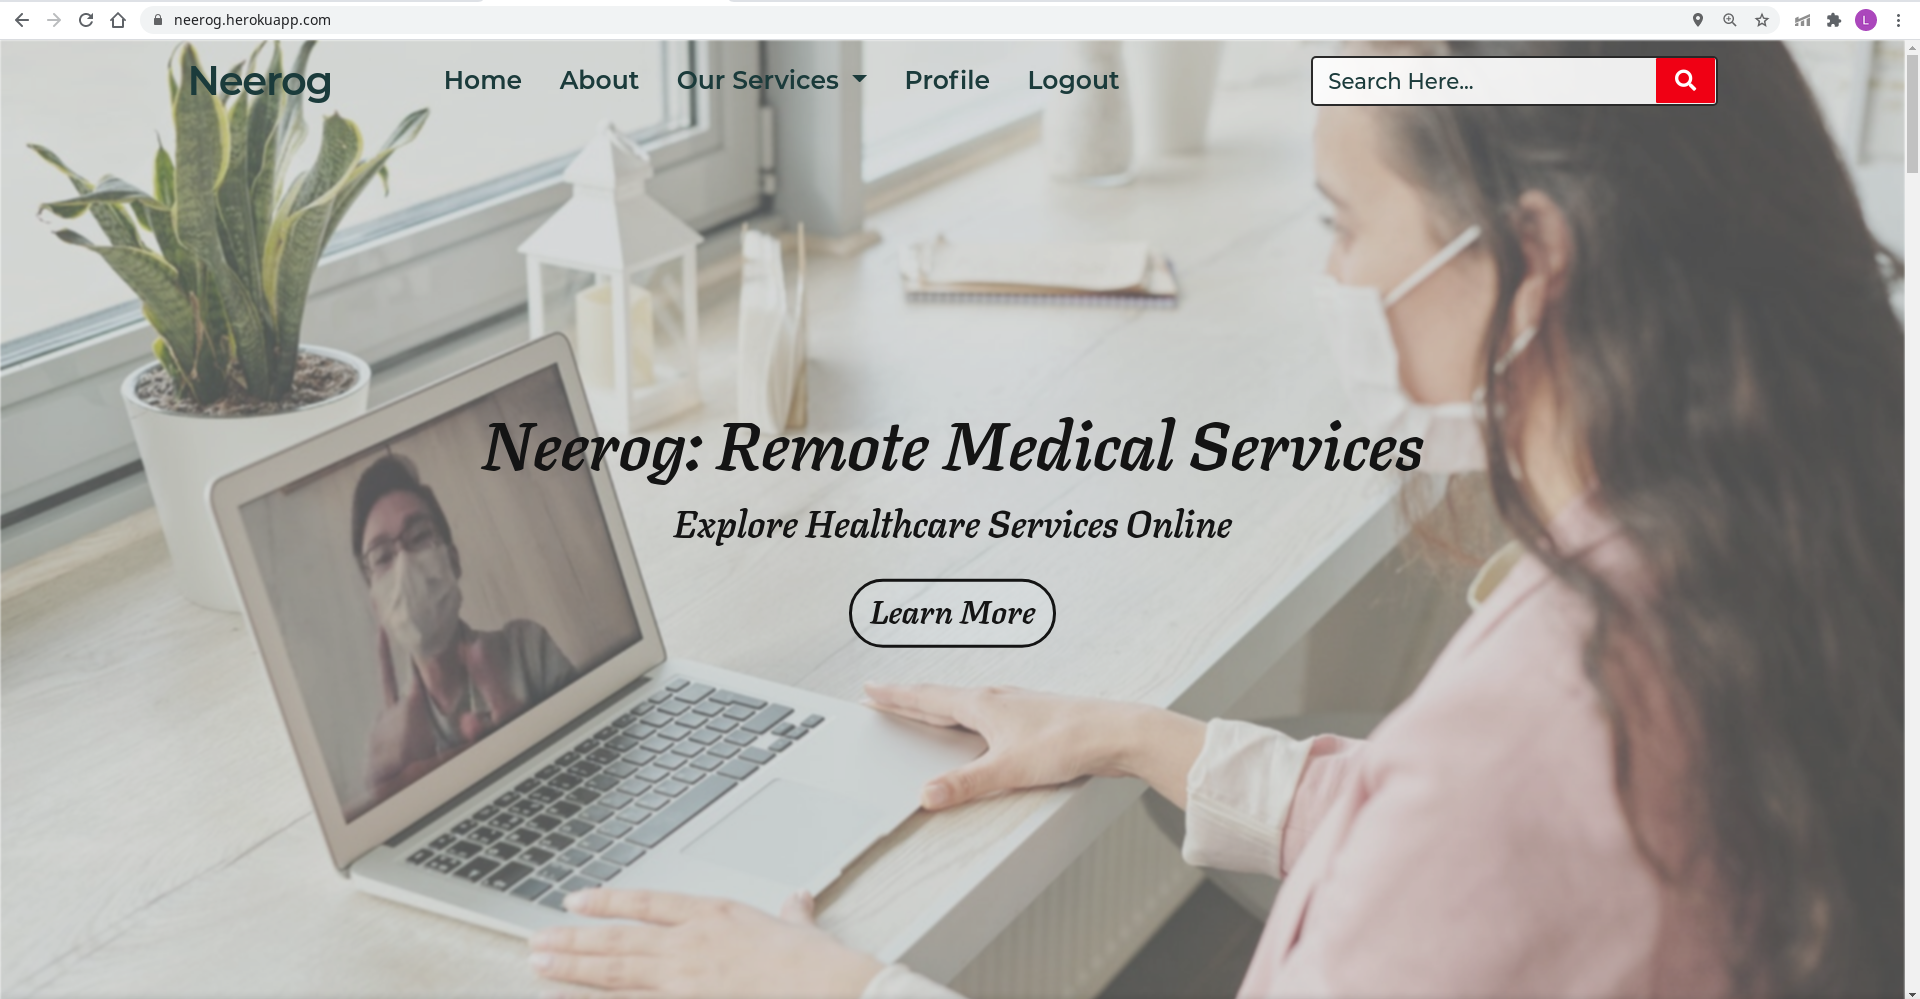 neerog.herokuapp.com
L
Neerog
Home About Our Services Profile Logout
Search Here...
Neerog: Remote Medical Services
Explore Healthcare Services Online
Learn More